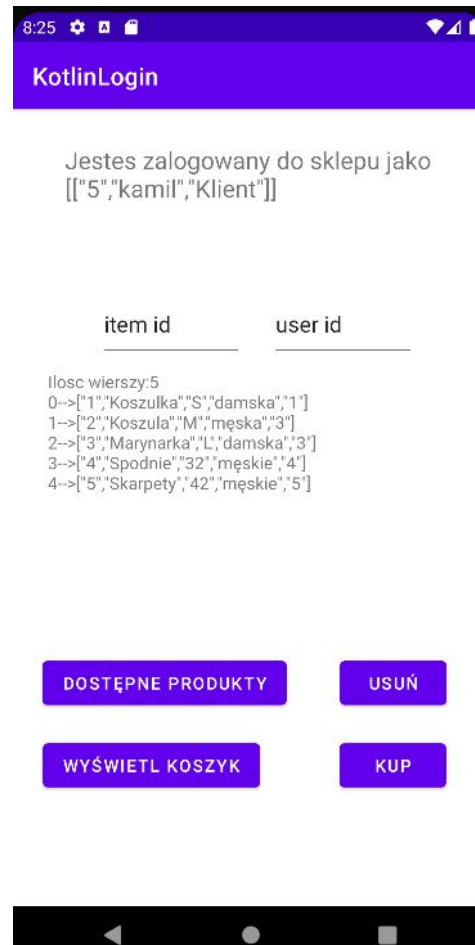 8:25
KotlinLogin
Jestes zalogowany do sklepu jako
[["5","kamil","Klient"]]
item id user id
Ilosc wierszy:5
0-->["1","Koszulka","S","damska","1"]
1-->["2","Koszula","M","męska","3"]
2-->["3","Marynarka","L","damska","3"]
3-->["4","Spodnie","32","męskie","4"]
4-->["5","Skarpety","42","męskie","5"]
DOSTĘPNE PRODUKTY USUŃ
WYŚWIETL KOSZYK KUP